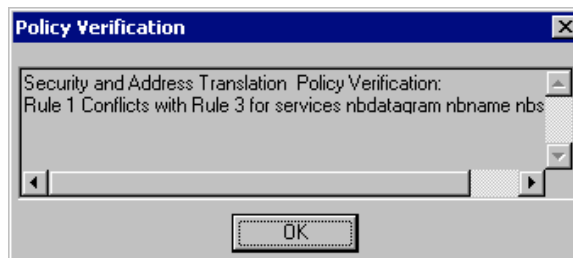 Policy Verification
Security and Address Translation  Policy Verification:
Rule 1 Conflicts with Rule 3 for services nbdatagram nbname nbs
OK